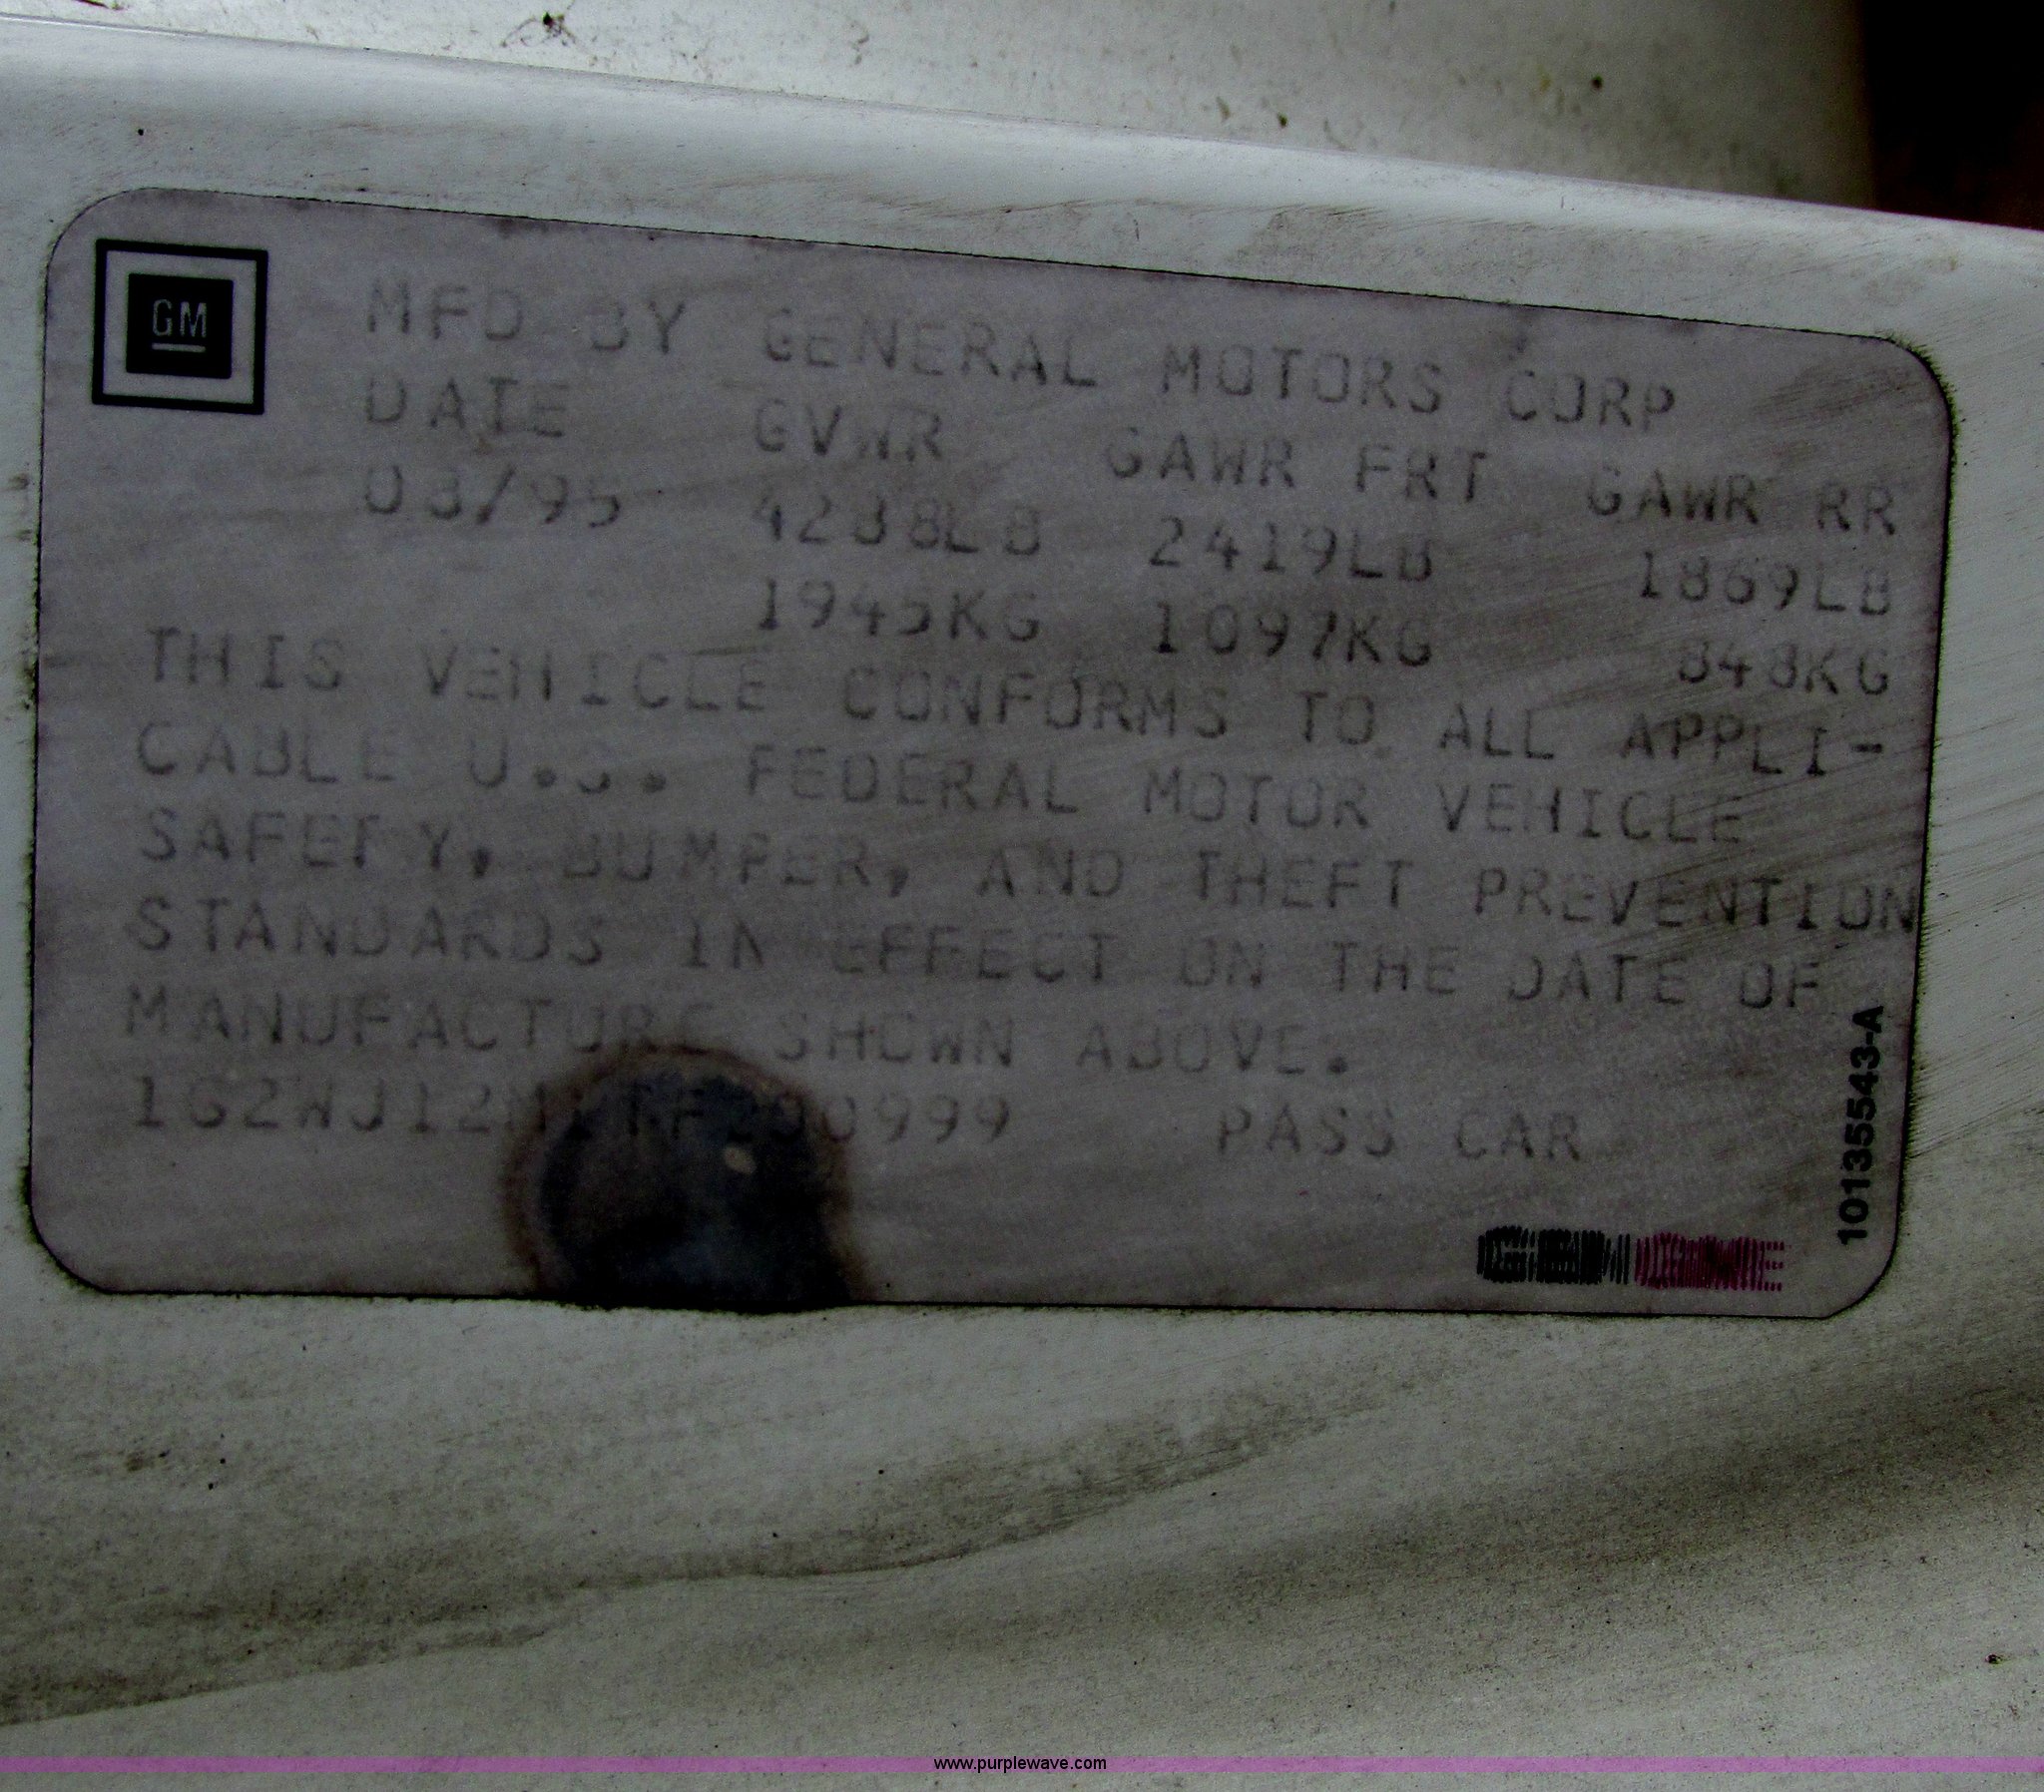 GM
MFD BY GENERAL MOTORS CORP
DATE GVWR GAWR FRT GAWR RR
08/95 4288LB 2419LB 1869LB
1945KG 1097KG 848KG
THIS VEHICLE CONFORMS TO ALL APPLI-
CABLE U.S. FEDERAL MOTOR VEHICLE
SAFETY, BUMPER, AND THEFT PREVENTION
STANDARDS IN EFFECT ON THE DATE OF
MANUFACTURE SHOWN ABOVE.
1G2WJ12M1TF200999 PASS CAR
10135543-A
www.purplewave.com